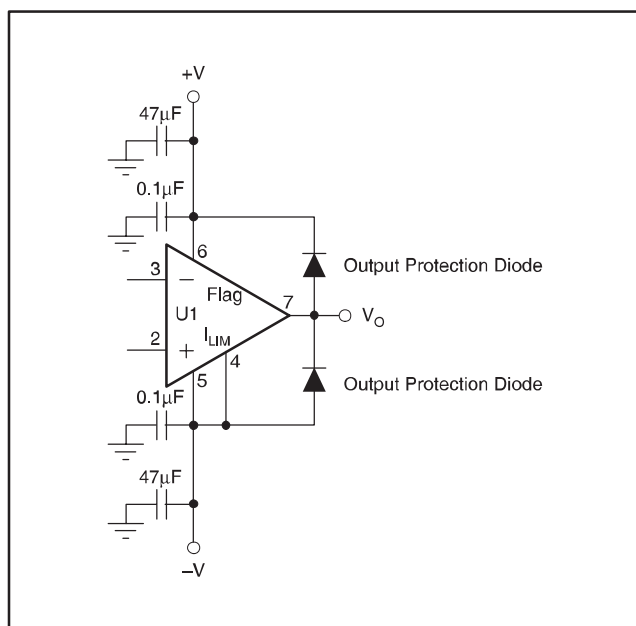 +V
47µF
0.1µF
6
3
−
Flag
7
Output Protection Diode
U1
V_O
I_LIM
2
+
4
5
Output Protection Diode
0.1µF
47µF
−V